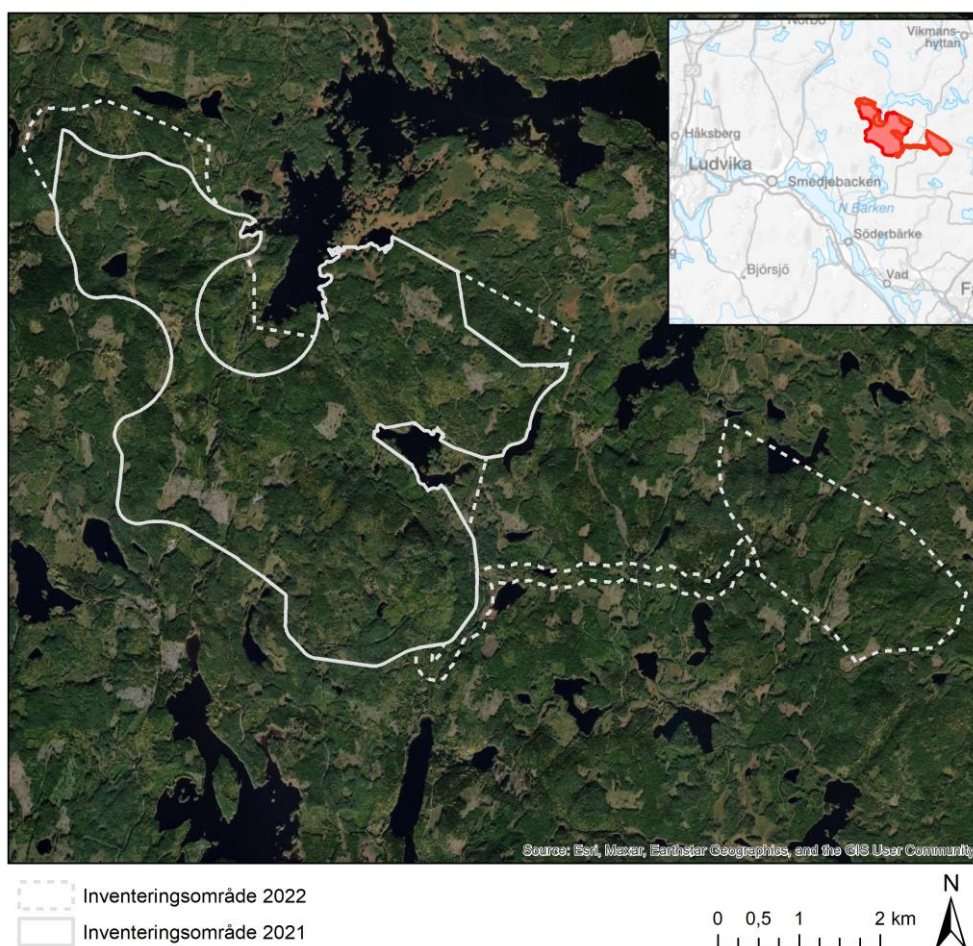 Norbo
Vikmans-
hyttan
Håksberg
Ludvika
Smedjebacken
N Barken
Söderbärke
Björsjö
Vad
Fa
Source: Esri, Maxar, Earthstar Geographics, and the GIS User Community
Inventeringsområde 2022
Inventeringsområde 2021
0 0,5 1 2 km
N